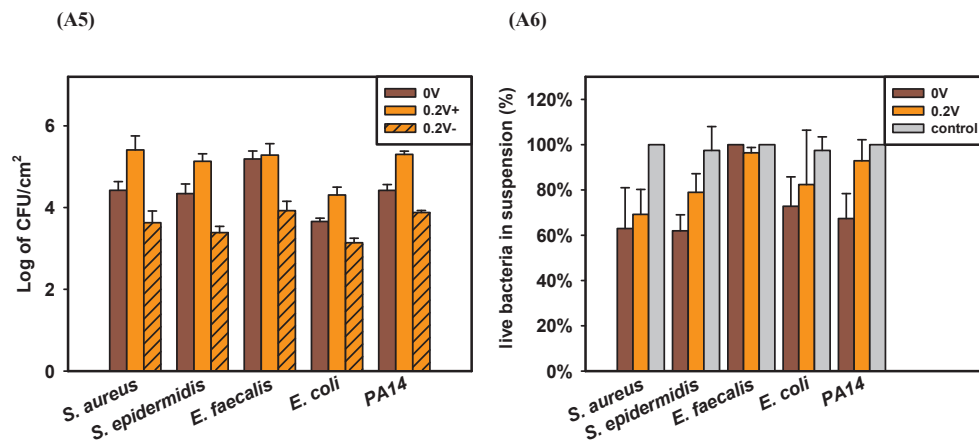 (A5)
(A6)
0V
0.2V+
0.2V-
Log of CFU/cm²
6
4
2
0
S. aureus
S. epidermidis
E. faecalis
E. coli
PA14
0V
0.2V
control
live bacteria in suspension (%)
120%
100%
80%
60%
40%
20%
0%
S. aureus
S. epidermidis
E. faecalis
E. coli
PA14